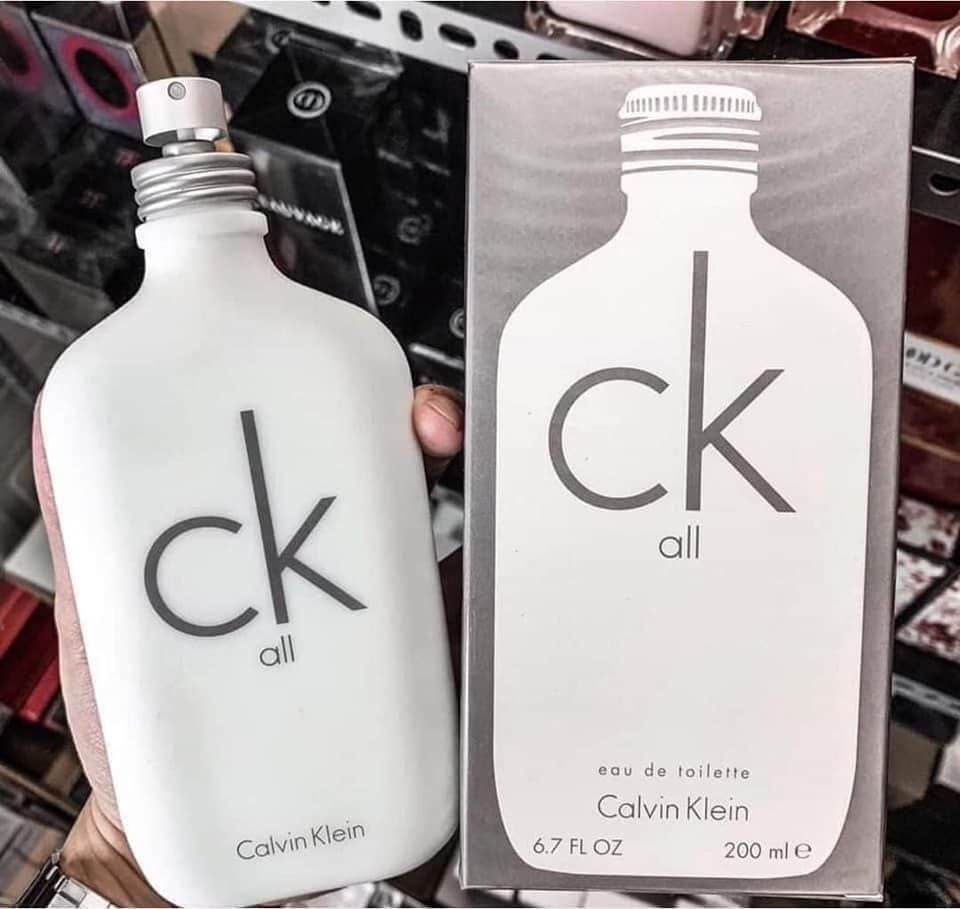 ck
all
Calvin Klein
ck
all
eau de toilette
Calvin Klein
6.7 FL OZ
200 ml ℮